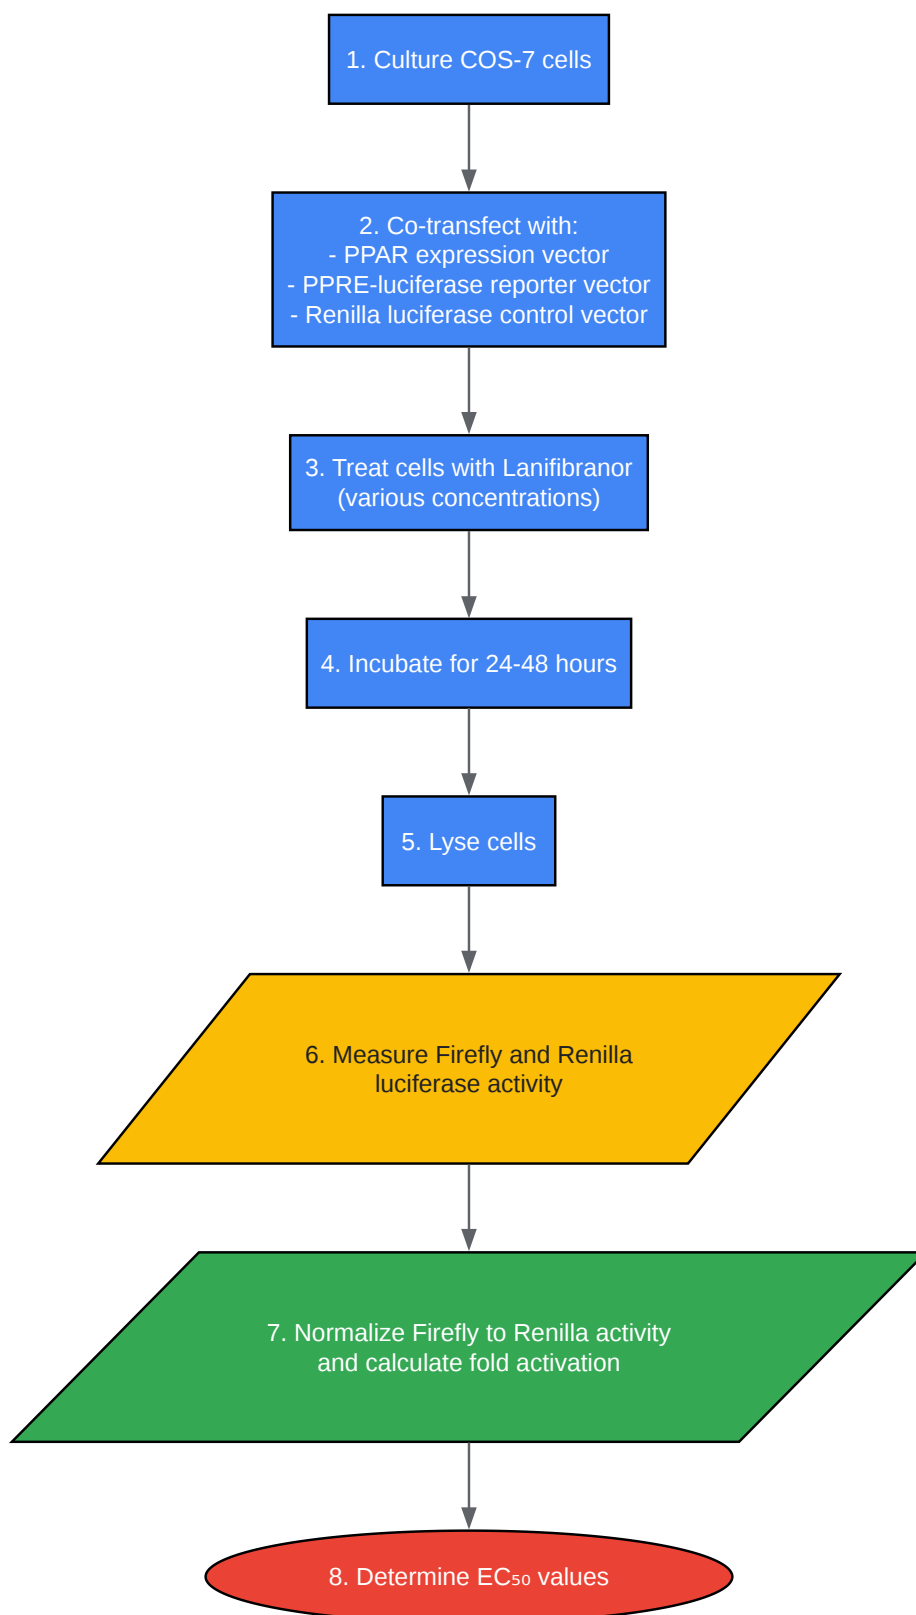 1. Culture COS-7 cells
2. Co-transfect with:
- PPAR expression vector
- PPRE-luciferase reporter vector
- Renilla luciferase control vector
3. Treat cells with Lanifibranor
(various concentrations)
4. Incubate for 24-48 hours
5. Lyse cells
6. Measure Firefly and Renilla
luciferase activity
7. Normalize Firefly to Renilla activity
and calculate fold activation
8. Determine EC₅₀ values